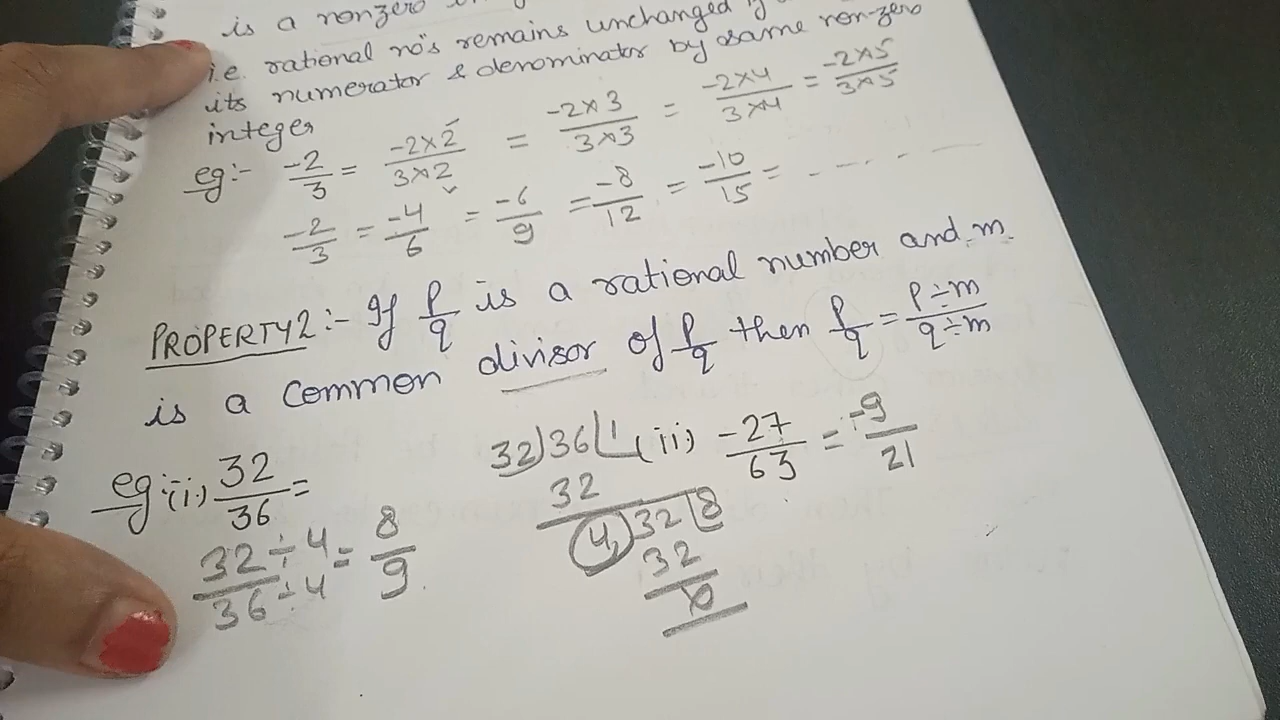 is a nonzero
i.e. rational no's remains unchanged
its numerator & denominator by same non-zero
integer
eg:- -2/3 = -2×2/3×2 = -2×3/3×3 = -2×4/3×4 = -2×5/3×5
-2/3 = -4/6 = -6/9 = -8/12 = -10/15 = - - - -
PROPERTY2:- If p/q is a rational number and m
is a common divisor of p/q then p/q = p÷m/q÷m
eg:(i) 32/36 =
32÷4/36÷4 = 8/9
32)36(1
32
4)32(8
32
0
(ii) -27/63 = -9/21